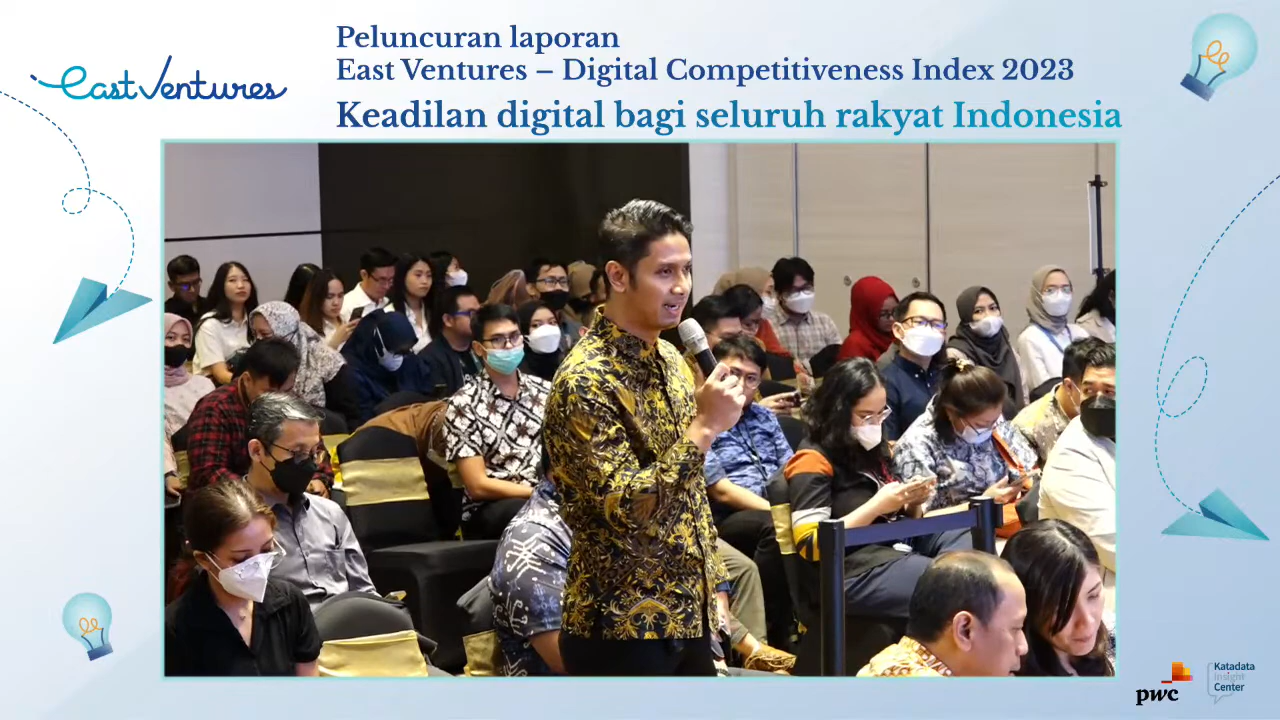 East Ventures
Peluncuran laporan
East Ventures – Digital Competitiveness Index 2023
Keadilan digital bagi seluruh rakyat Indonesia
pwc
Katadata
Insight
Center